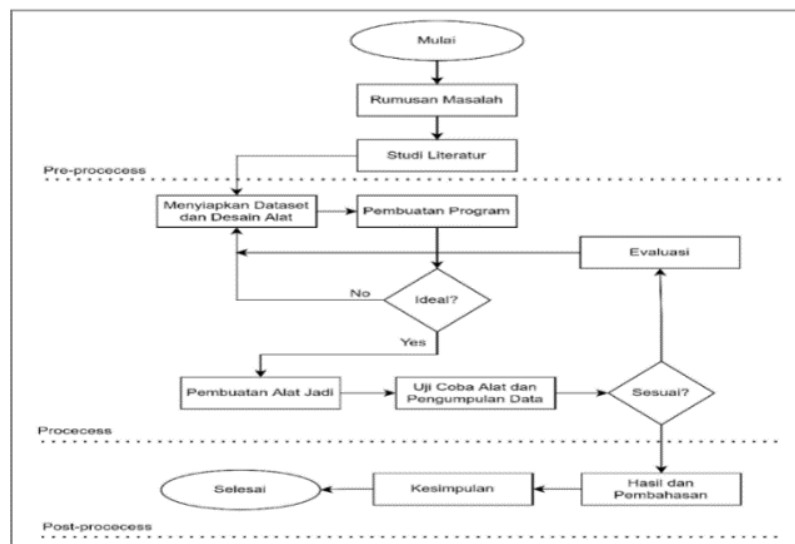 Mulai
Rumusan Masalah
Studi Literatur
Pre-procecess
Menyiapkan Dataset
dan Desain Alat
Pembuatan Program
Evaluasi
No
Ideal?
Yes
Pembuatan Alat Jadi
Uji Coba Alat dan
Pengumpulan Data
Sesuai?
Procecess
Selesai
Kesimpulan
Hasil dan
Pembahasan
Post-procecess